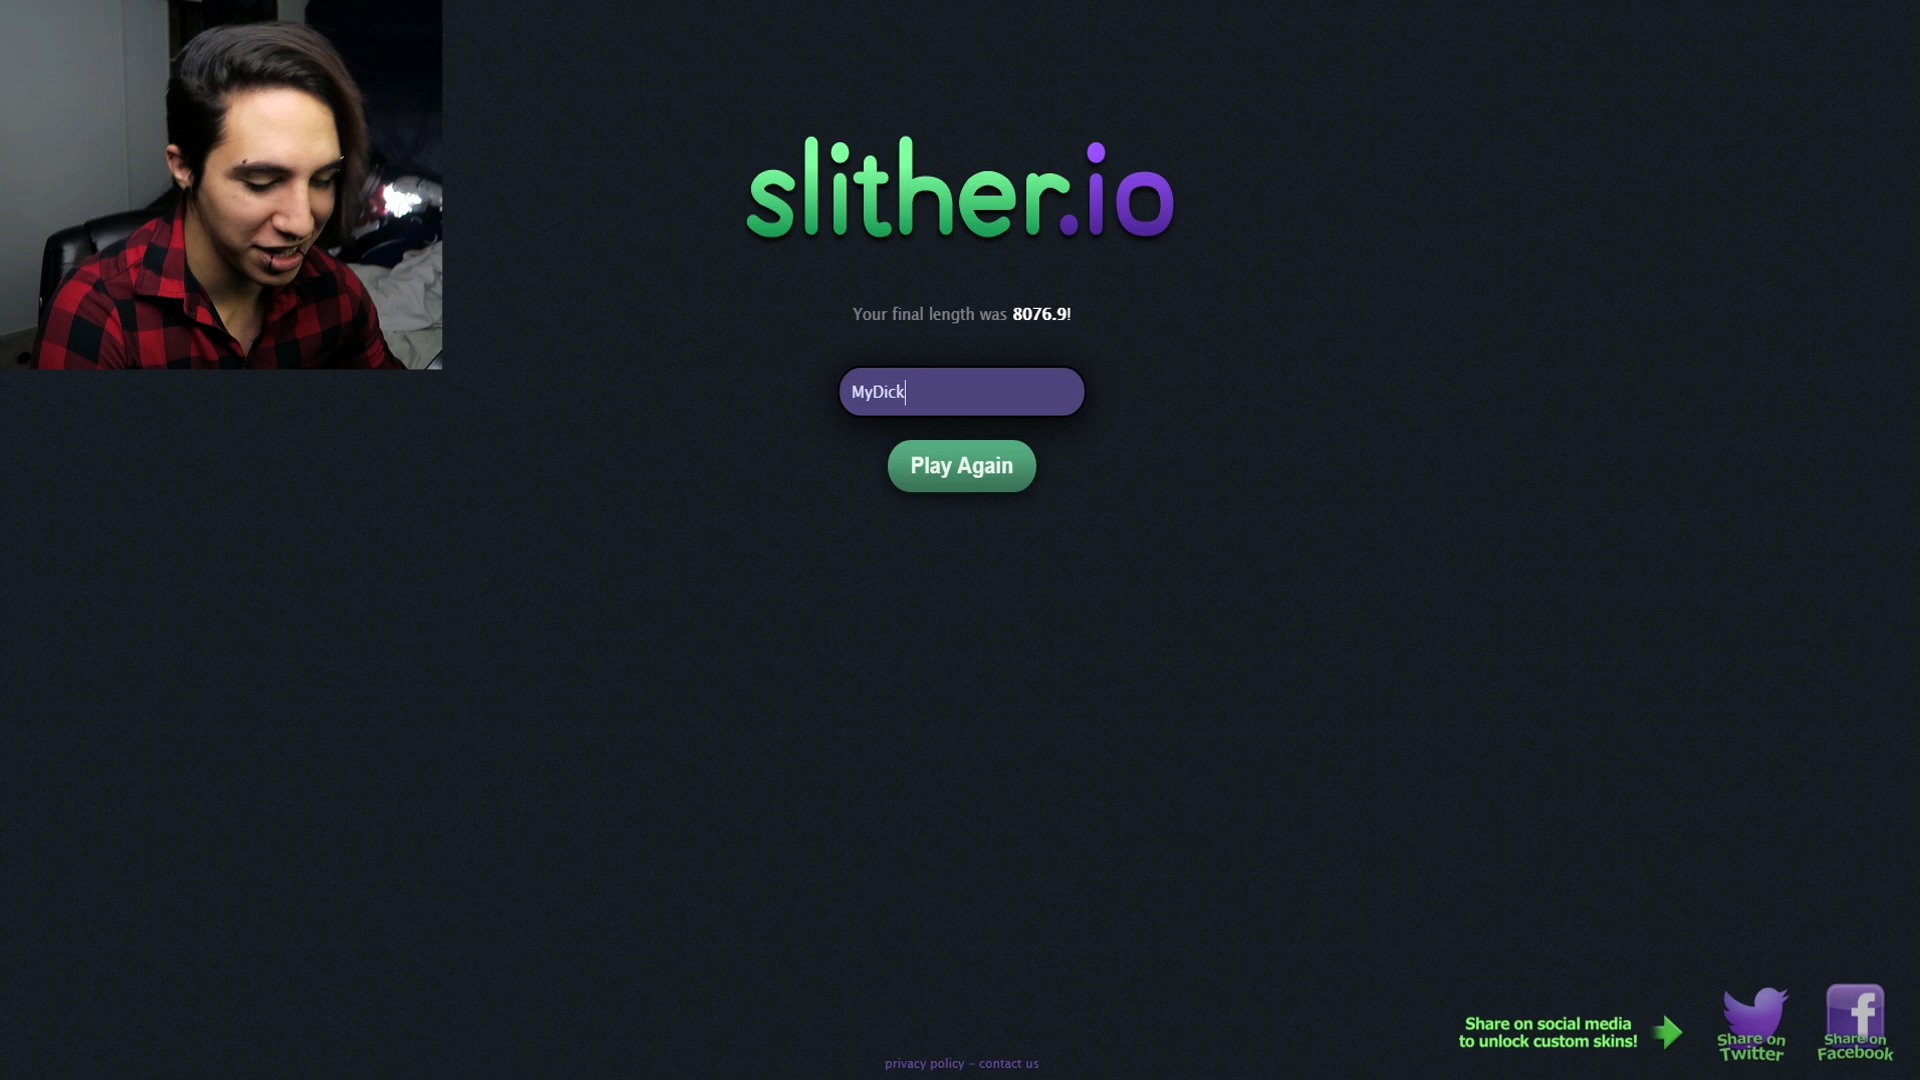 slither.io
Your final length was 8076.9!
MyDick
Play Again
Share on social media
to unlock custom skins!
Share on
Twitter
Share on
Facebook
privacy policy - contact us